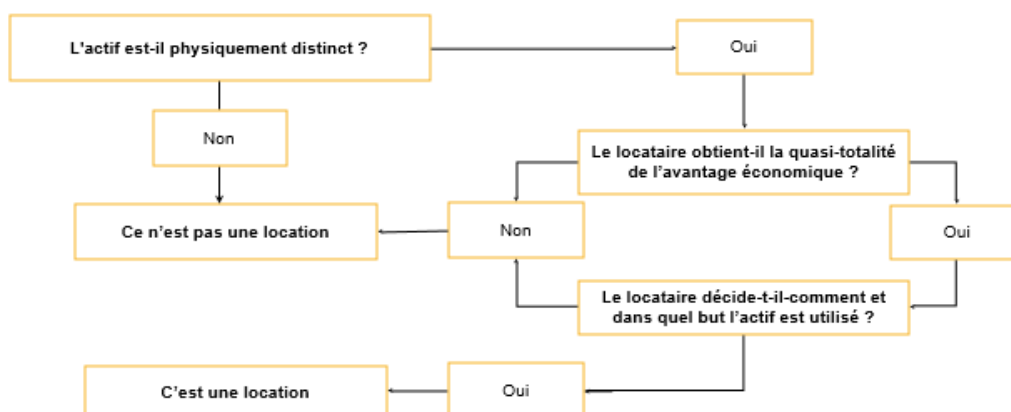 L'actif est-il physiquement distinct ?
Oui
Non
Le locataire obtient-il la quasi-totalité
de l’avantage économique ?
Ce n’est pas une location
Non
Oui
Le locataire décide-t-il-comment et
dans quel but l’actif est utilisé ?
C’est une location
Oui